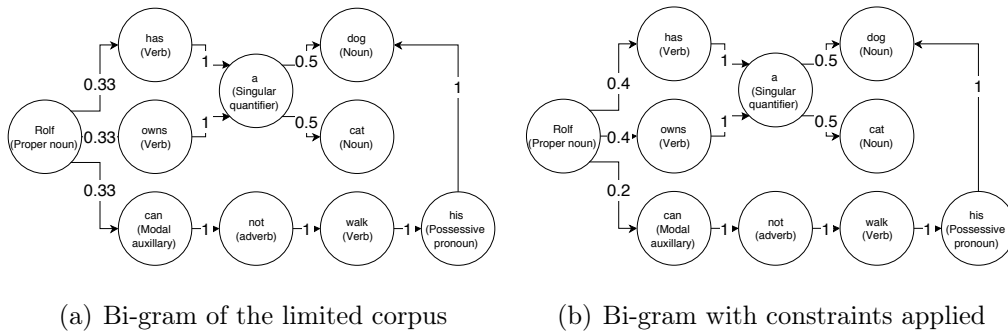 has
(Verb)
dog
(Noun)
1
0.5
0.33
a
(Singular
quantifier)
1
Rolf
(Proper noun)
0.33
owns
(Verb)
1
0.5
cat
(Noun)
0.33
can
(Modal
auxillary)
1
not
(adverb)
1
walk
(Verb)
1
his
(Possessive
pronoun)
(a) Bi-gram of the limited corpus
has
(Verb)
dog
(Noun)
1
0.5
0.4
a
(Singular
quantifier)
1
Rolf
(Proper noun)
0.4
owns
(Verb)
1
0.5
cat
(Noun)
0.2
can
(Modal
auxillary)
1
not
(adverb)
1
walk
(Verb)
1
his
(Possessive
pronoun)
(b) Bi-gram with constraints applied